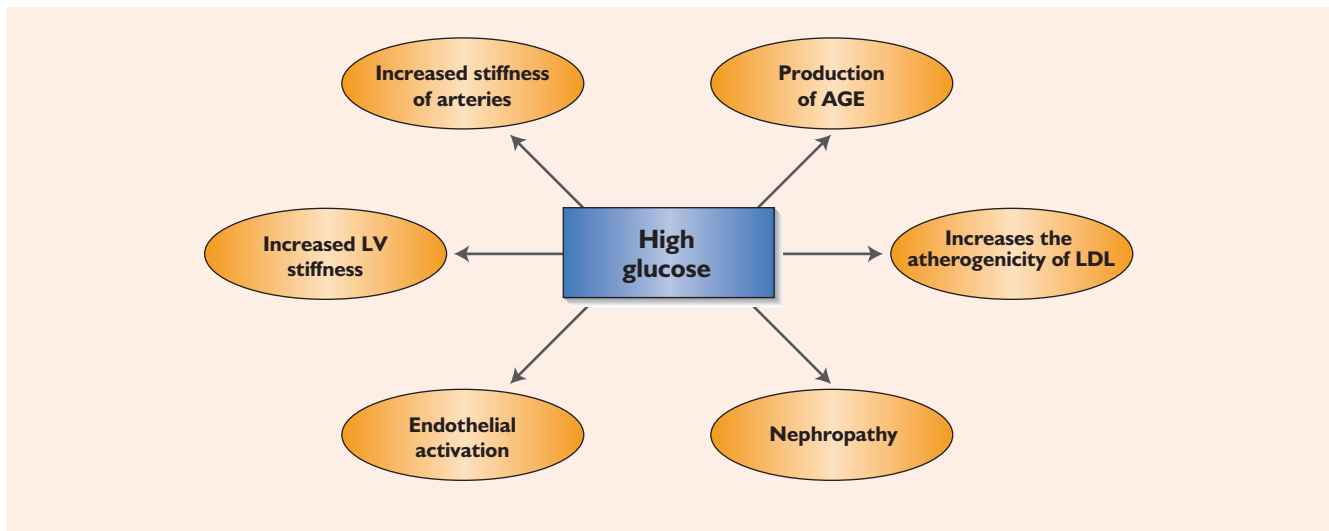 Increased stiffness
of arteries
Production
of AGE
Increased LV
stiffness
High
glucose
Increases the
atherogenicity of LDL
Endothelial
activation
Nephropathy